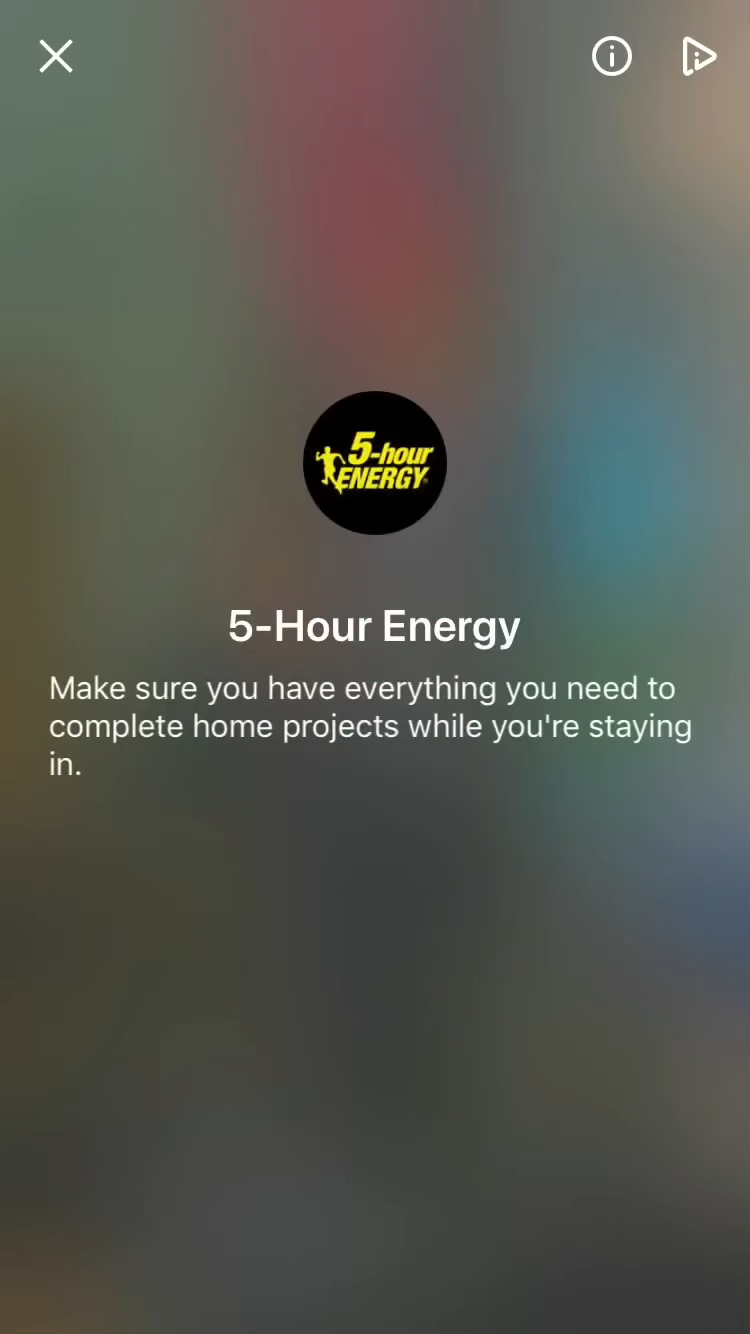 5-hour
ENERGY
5-Hour Energy
Make sure you have everything you need to
complete home projects while you're staying
in.